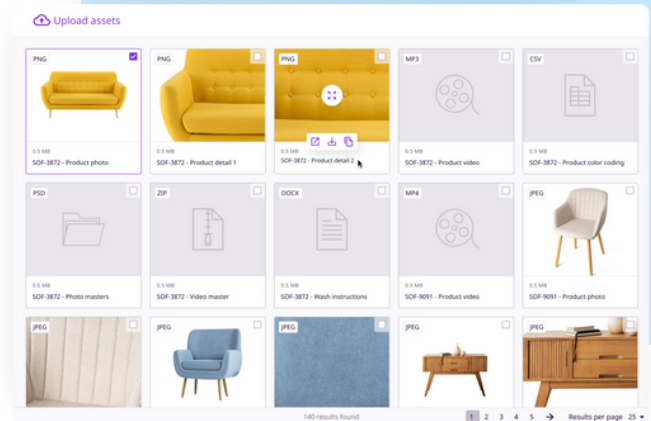 Upload assets
PNG
PNG
PNG
MP3
CSV
0.5 MB
0.5 MB
0.5 MB
0.5 MB
0.5 MB
SOF-3872 - Product photo
SOF-3872 - Product detail 1
SOF-3872 - Product detail 2
SOF-3872 - Product video
SOF-3872 - Product color coding
PSD
ZIP
DOCX
MP4
JPEG
0.5 MB
0.5 MB
0.5 MB
0.5 MB
0.5 MB
SOF-3872 - Photo masters
SOF-3872 - Video master
SOF-3872 - Wash instructions
SOF-9091 - Product video
SOF-9091 - Product photo
JPEG
JPEG
JPEG
JPEG
JPEG
140 results found
1 2 3 4 5
Results per page 25